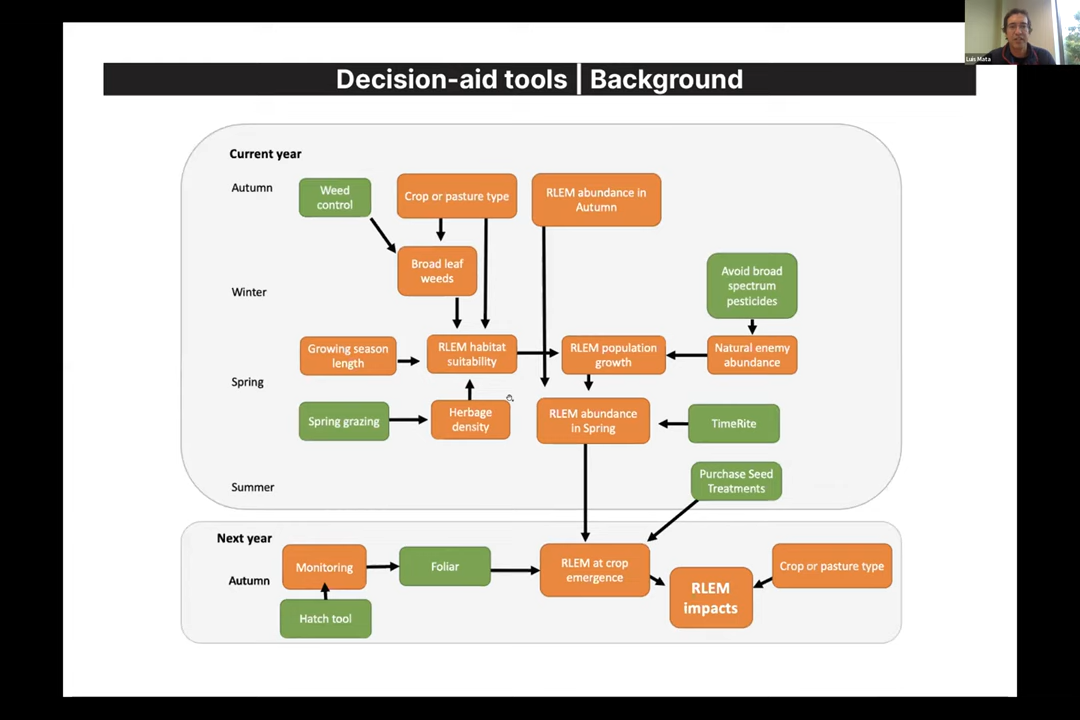 Luis Mata
Decision-aid tools | Background
Current year
Autumn
Weed
control
Crop or pasture type
RLEM abundance in
Autumn
Broad leaf
weeds
Avoid broad
spectrum
pesticides
Winter
Growing season
length
RLEM habitat
suitability
RLEM population
growth
Natural enemy
abundance
Spring
Spring grazing
Herbage
density
RLEM abundance
in Spring
TimeRite
Purchase Seed
Treatments
Summer
Next year
Autumn
Monitoring
Foliar
RLEM at crop
emergence
Crop or pasture type
RLEM
impacts
Hatch tool